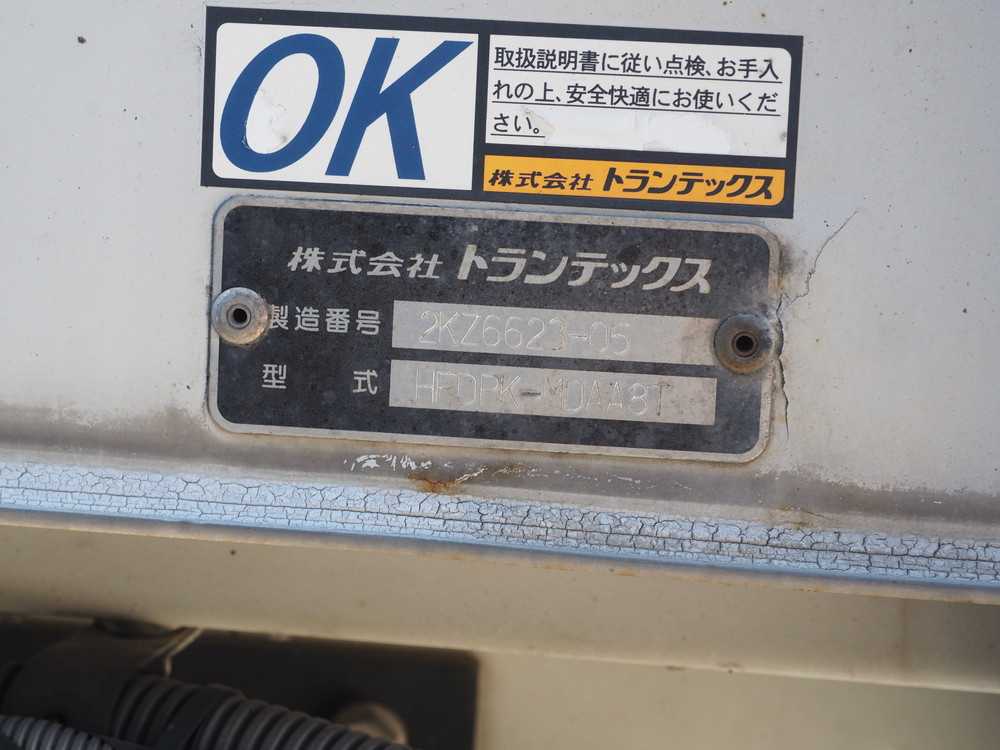 OK
取扱説明書に従い点検、お手入
れの上、安全快適にお使いくだ
さい。
株式会社 トランテックス
株式会社 トランテックス
製造番号 2KZ6623-05
型式 HFDPK-MDAA8T